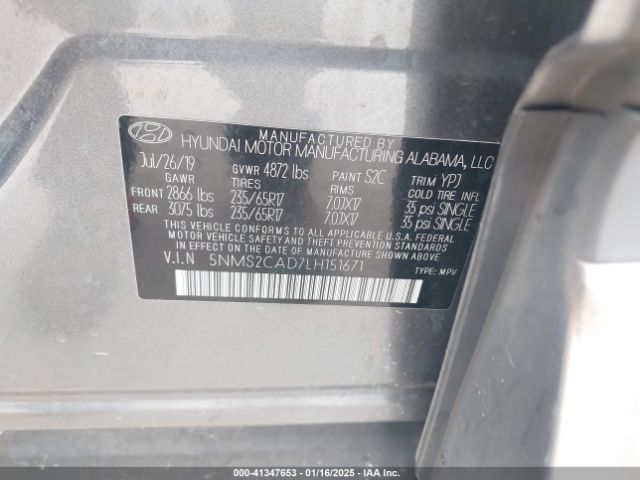 MANUFACTURED BY
HYUNDAI MOTOR MANUFACTURING ALABAMA, LLC
Jul/26/19 GVWR 4872 lbs PAINT S2C TRIM YPJ
GAWR TIRES RIMS COLD TIRE INFL
FRONT 2866 lbs 235/65R17 7.0JX17 35 psi SINGLE
REAR 3075 lbs 235/65R17 7.0JX17 35 psi SINGLE
THIS VEHICLE CONFORMS TO ALL APPLICABLE U.S.A. FEDERAL
MOTOR VEHICLE SAFETY, BUMPER, AND THEFT PREVENTION STANDARDS
IN EFFECT ON THE DATE OF MANUFACTURE SHOWN ABOVE
V.I.N 5NMS2CAD7LH151671
TYPE: MPV
000-41347653 - 01/16/2025 - IAAI.COM